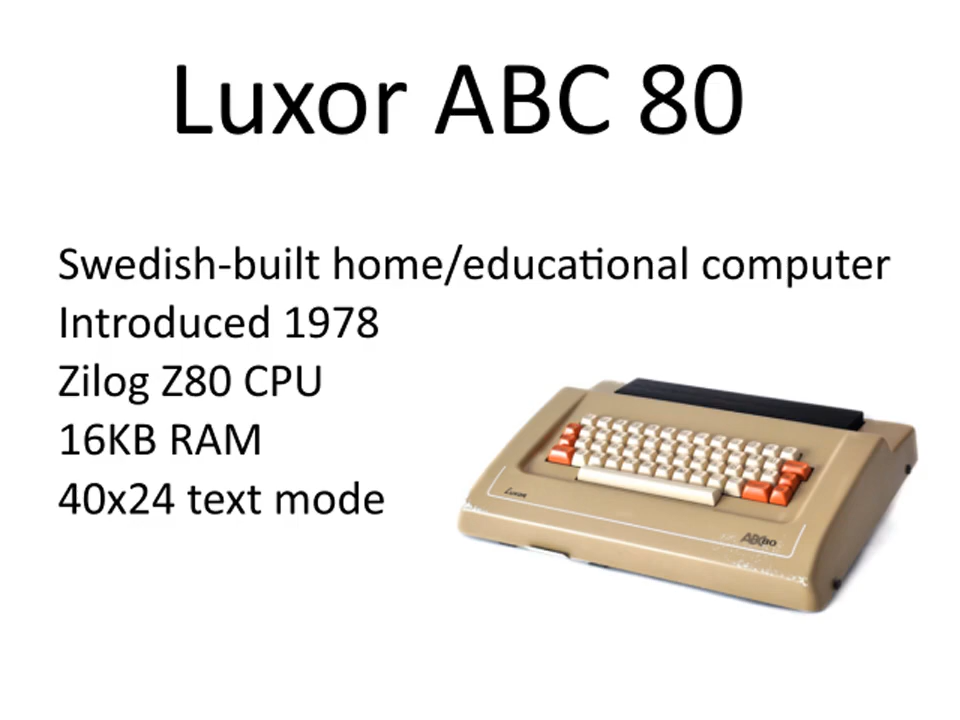 Luxor ABC 80
Swedish-built home/educational computer
Introduced 1978
Zilog Z80 CPU
16KB RAM
40x24 text mode
Luxor
ABC80